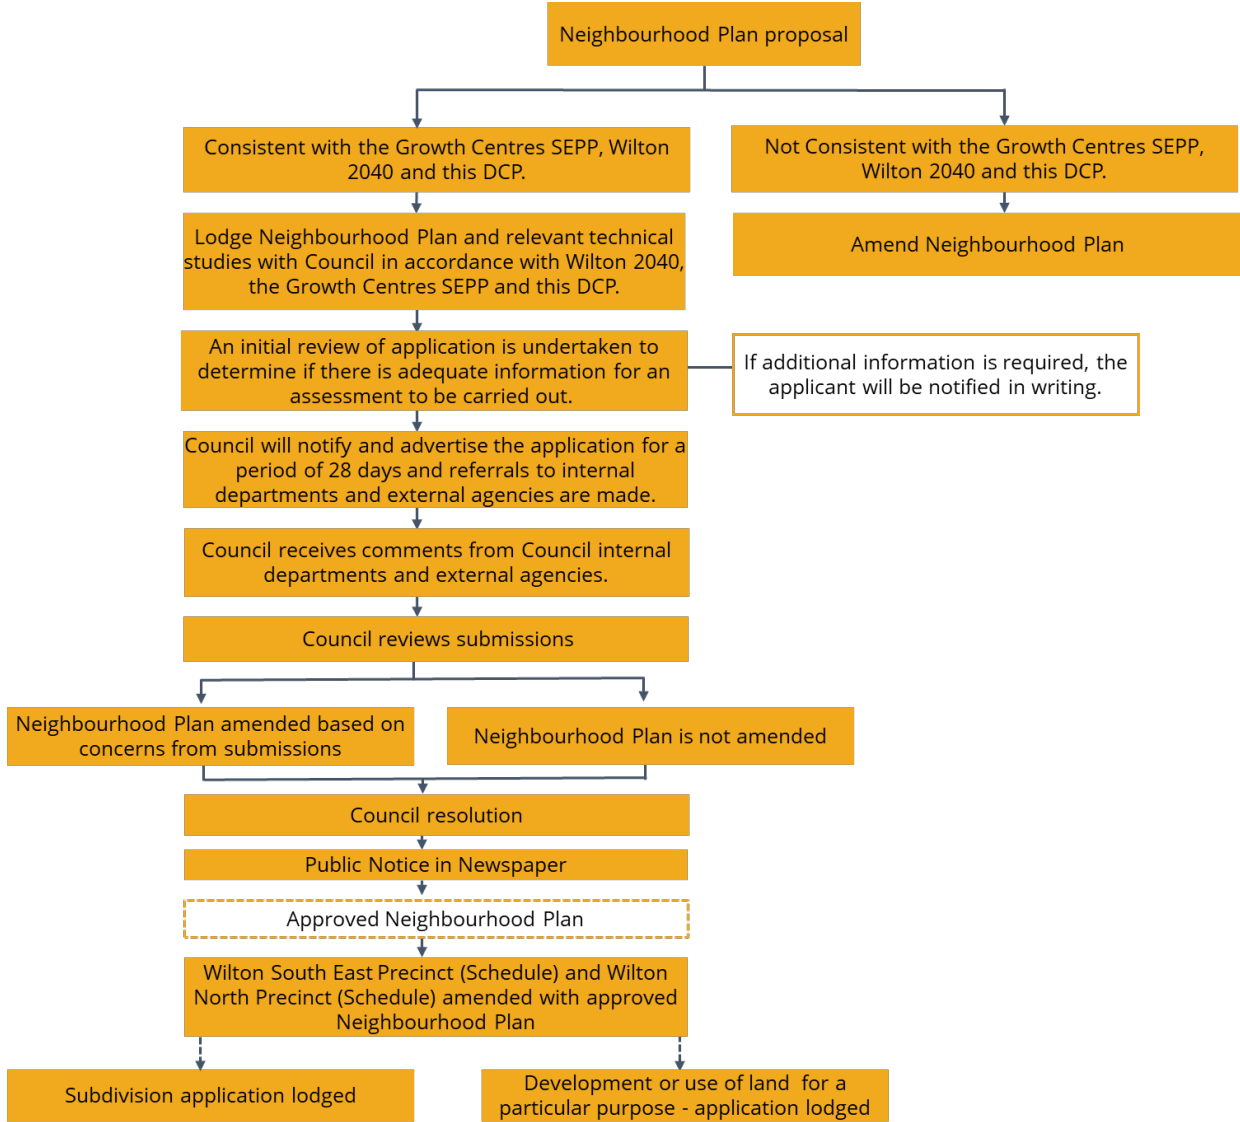 Neighbourhood Plan proposal
Consistent with the Growth Centres SEPP, Wilton
2040 and this DCP.
Not Consistent with the Growth Centres SEPP,
Wilton 2040 and this DCP.
Lodge Neighbourhood Plan and relevant technical
studies with Council in accordance with Wilton 2040,
the Growth Centres SEPP and this DCP.
Amend Neighbourhood Plan
An initial review of application is undertaken to
determine if there is adequate information for an
assessment to be carried out.
If additional information is required, the
applicant will be notified in writing.
Council will notify and advertise the application for a
period of 28 days and referrals to internal
departments and external agencies are made.
Council receives comments from Council internal
departments and external agencies.
Council reviews submissions
Neighbourhood Plan amended based on
concerns from submissions
Neighbourhood Plan is not amended
Council resolution
Public Notice in Newspaper
Approved Neighbourhood Plan
Wilton South East Precinct (Schedule) and Wilton
North Precinct (Schedule) amended with approved
Neighbourhood Plan
Subdivision application lodged
Development or use of land for a
particular purpose - application lodged